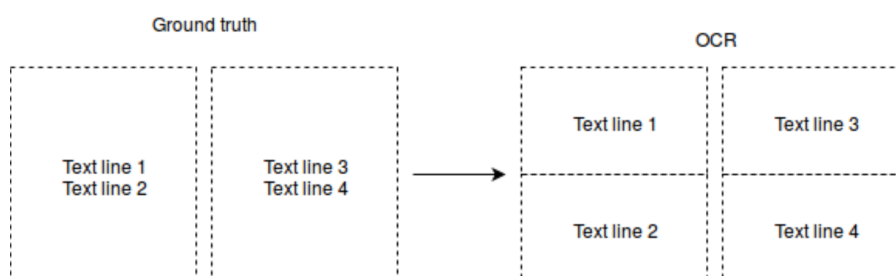 Ground truth
Text line 1
Text line 2
Text line 3
Text line 4
OCR
Text line 1
Text line 2
Text line 3
Text line 4